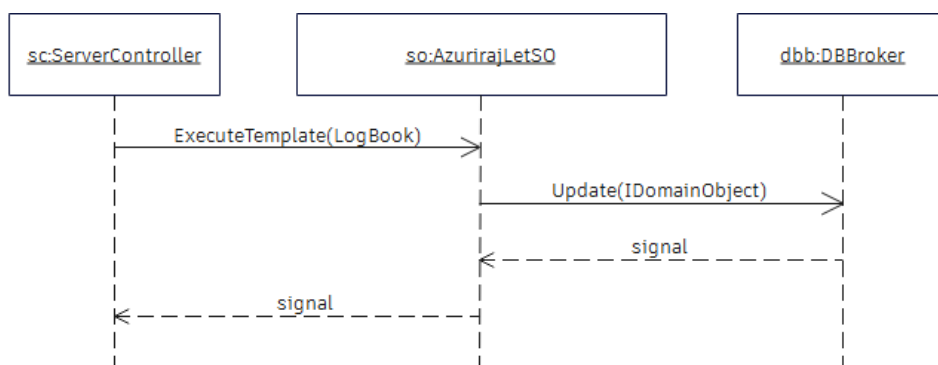 sc:ServerController
so:AzurirajLetSO
dbb:DBBroker
ExecuteTemplate(LogBook)
Update(IDomainObject)
signal
signal